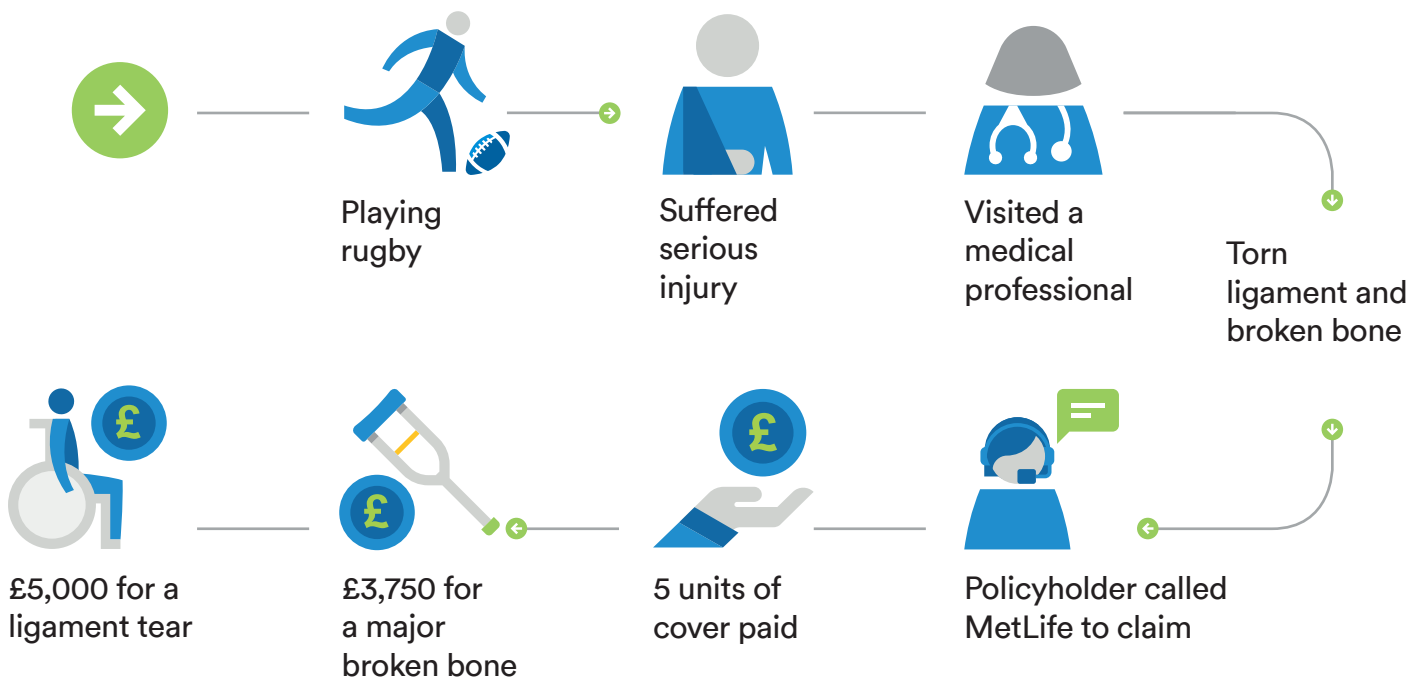 Playing
rugby
Suffered
serious
injury
Visited a
medical
professional
Torn
ligament and
broken bone
Policyholder called
MetLife to claim
£
5 units of
cover paid
£
£3,750 for
a major
broken bone
£
£5,000 for a
ligament tear